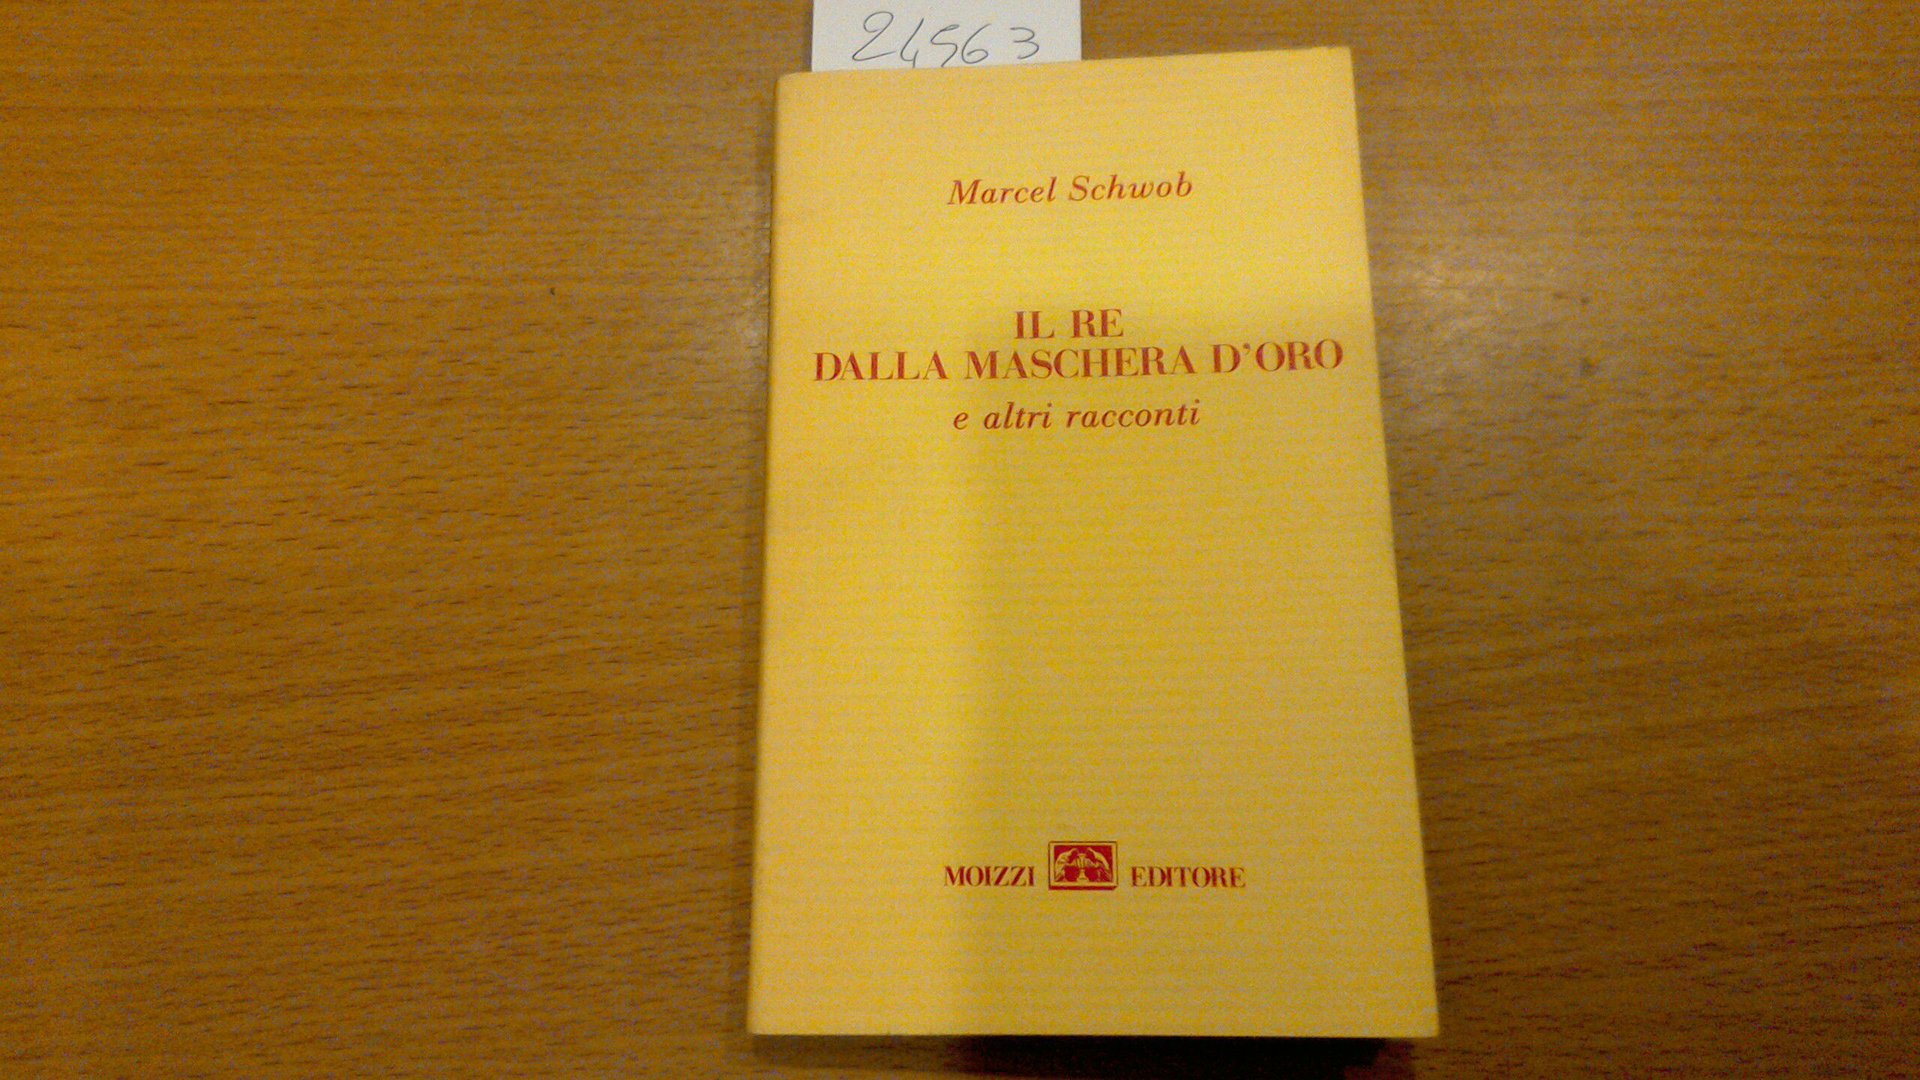 24563
Marcel Schwob
IL RE
DALLA MASCHERA D'ORO
e altri racconti
MOIZZI EDITORE